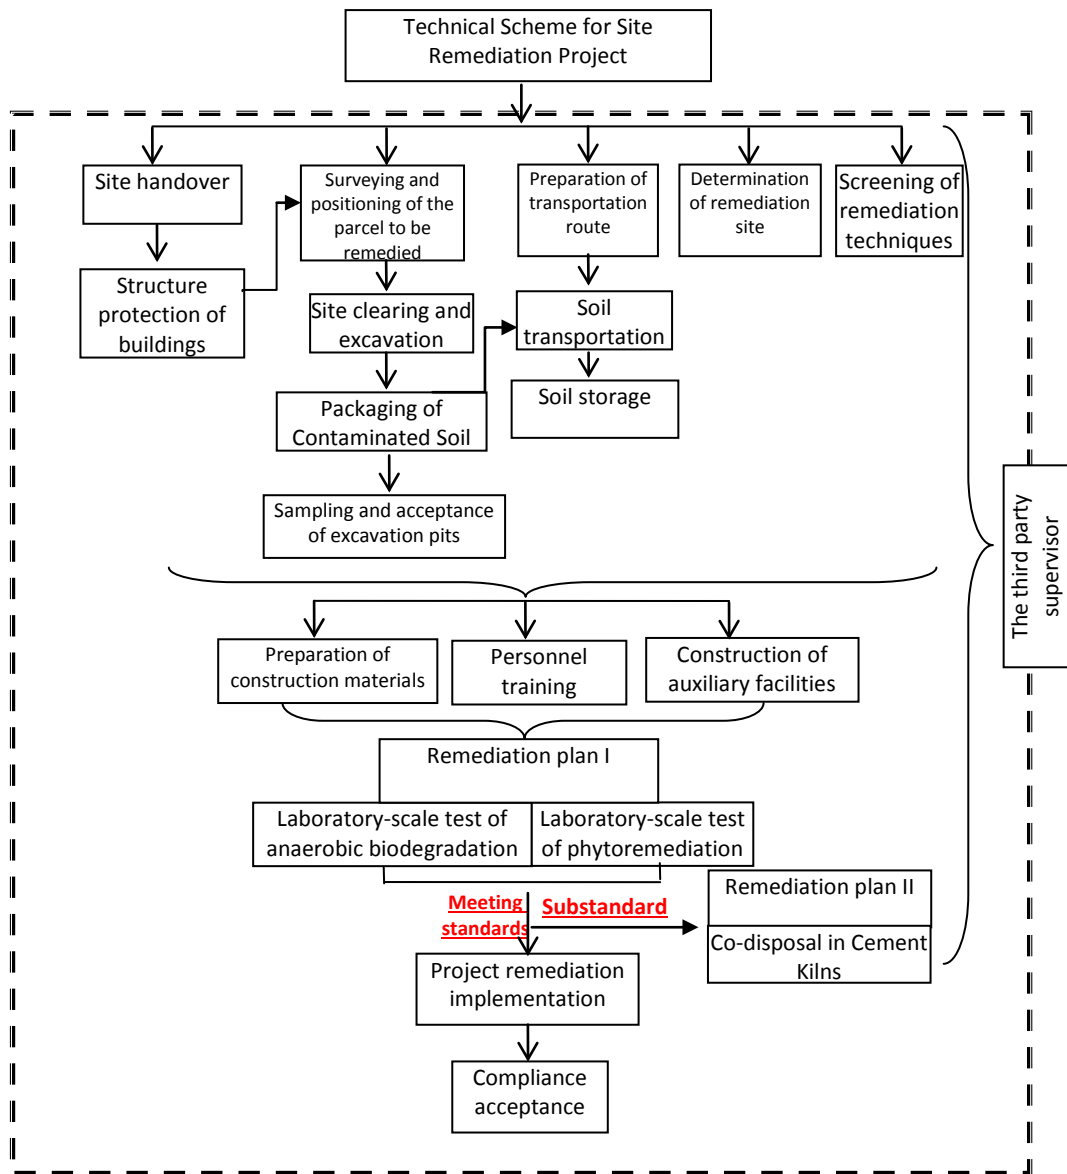 Technical Scheme for Site
Remediation Project
Site handover
Surveying and
positioning of the
parcel to be
remedied
Preparation of
transportation
route
Determination
of remediation
site
Screening of
remediation
techniques
Structure
protection of
buildings
Site clearing and
excavation
Soil
transportation
Packaging of
Contaminated Soil
Soil storage
Sampling and acceptance
of excavation pits
The third party
supervisor
Preparation of
construction materials
Personnel
training
Construction of
auxiliary facilities
Remediation plan I
Laboratory-scale test of
anaerobic biodegradation
Laboratory-scale test
of phytoremediation
Meeting
standards
Substandard
Remediation plan II
Co-disposal in Cement
Kilns
Project remediation
implementation
Compliance
acceptance